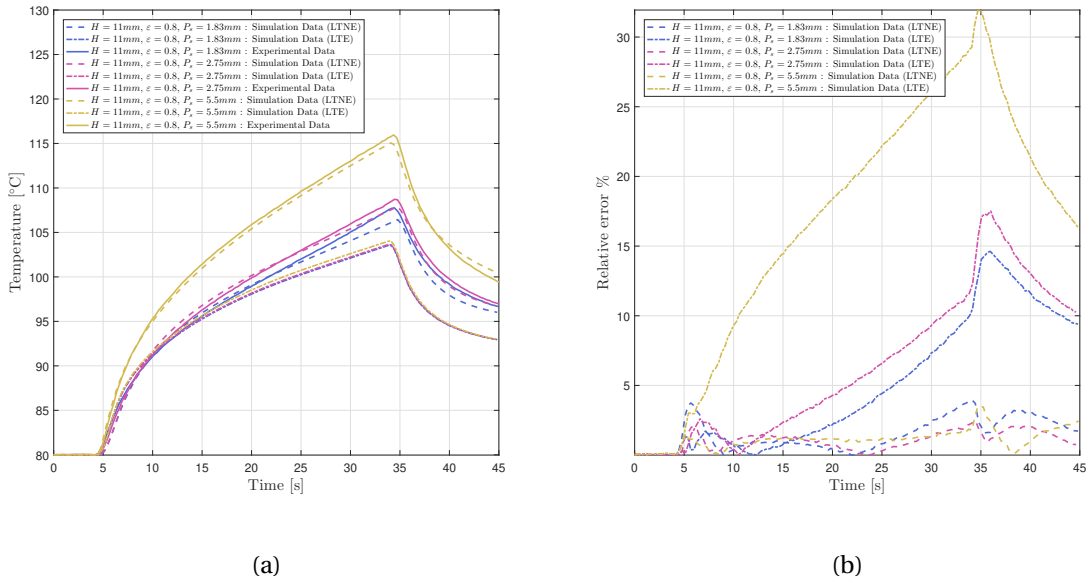 130
125
120
115
110
105
100
95
90
85
80
0
5
10
15
20
25
30
35
40
45
Temperature [°C]
Time [s]
H = 11mm, ε = 0.8, Pₛ = 1.83mm : Simulation Data (LTNE)
H = 11mm, ε = 0.8, Pₛ = 1.83mm : Simulation Data (LTE)
H = 11mm, ε = 0.8, Pₛ = 1.83mm : Experimental Data
H = 11mm, ε = 0.8, Pₛ = 2.75mm : Simulation Data (LTNE)
H = 11mm, ε = 0.8, Pₛ = 2.75mm : Simulation Data (LTE)
H = 11mm, ε = 0.8, Pₛ = 2.75mm : Experimental Data
H = 11mm, ε = 0.8, Pₛ = 5.5mm : Simulation Data (LTNE)
H = 11mm, ε = 0.8, Pₛ = 5.5mm : Simulation Data (LTE)
H = 11mm, ε = 0.8, Pₛ = 5.5mm : Experimental Data
(a)
30
25
20
15
10
5
0
5
10
15
20
25
30
35
40
45
Relative error %
Time [s]
H = 11mm, ε = 0.8, Pₛ = 1.83mm : Simulation Data (LTNE)
H = 11mm, ε = 0.8, Pₛ = 1.83mm : Simulation Data (LTE)
H = 11mm, ε = 0.8, Pₛ = 2.75mm : Simulation Data (LTNE)
H = 11mm, ε = 0.8, Pₛ = 2.75mm : Simulation Data (LTE)
H = 11mm, ε = 0.8, Pₛ = 5.5mm : Simulation Data (LTNE)
H = 11mm, ε = 0.8, Pₛ = 5.5mm : Simulation Data (LTE)
(b)